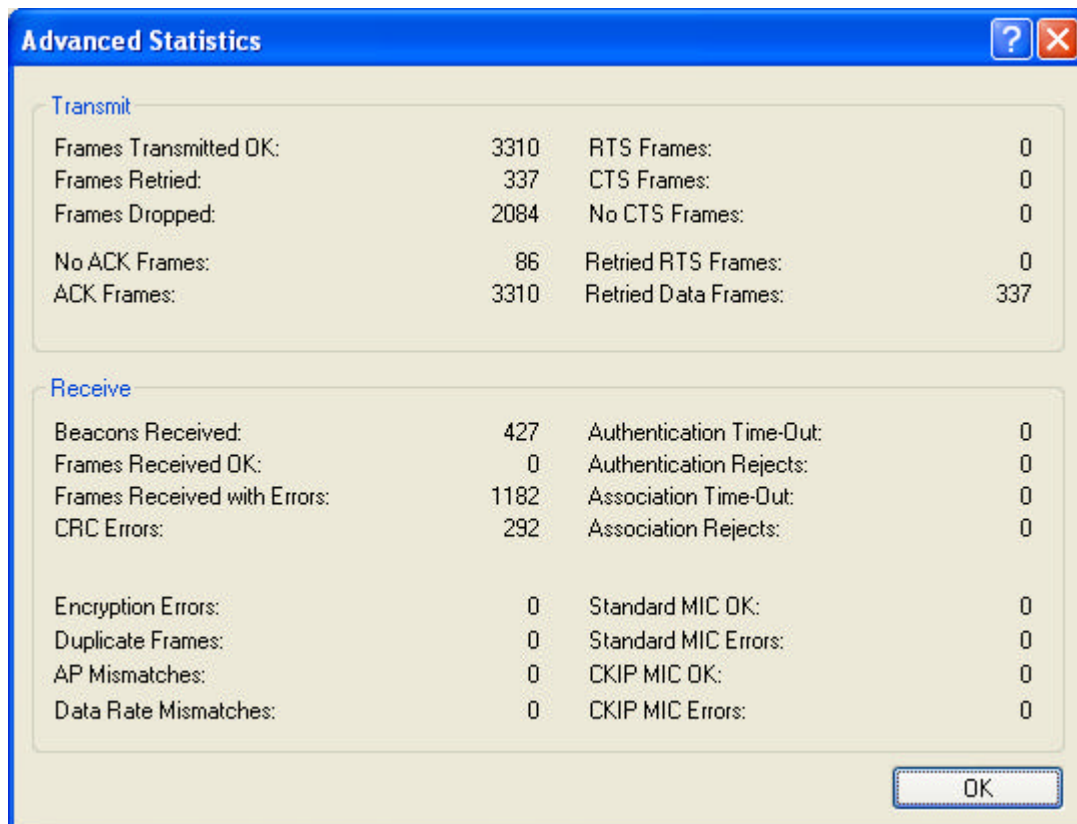 Advanced Statistics
Transmit
Frames Transmitted OK: 3310 RTS Frames: 0
Frames Retried: 337 CTS Frames: 0
Frames Dropped: 2084 No CTS Frames: 0
No ACK Frames: 86 Retried RTS Frames: 0
ACK Frames: 3310 Retried Data Frames: 337
Receive
Beacons Received: 427 Authentication Time-Out: 0
Frames Received OK: 0 Authentication Rejects: 0
Frames Received with Errors: 1182 Association Time-Out: 0
CRC Errors: 292 Association Rejects: 0
Encryption Errors: 0 Standard MIC OK: 0
Duplicate Frames: 0 Standard MIC Errors: 0
AP Mismatches: 0 CKIP MIC OK: 0
Data Rate Mismatches: 0 CKIP MIC Errors: 0
OK